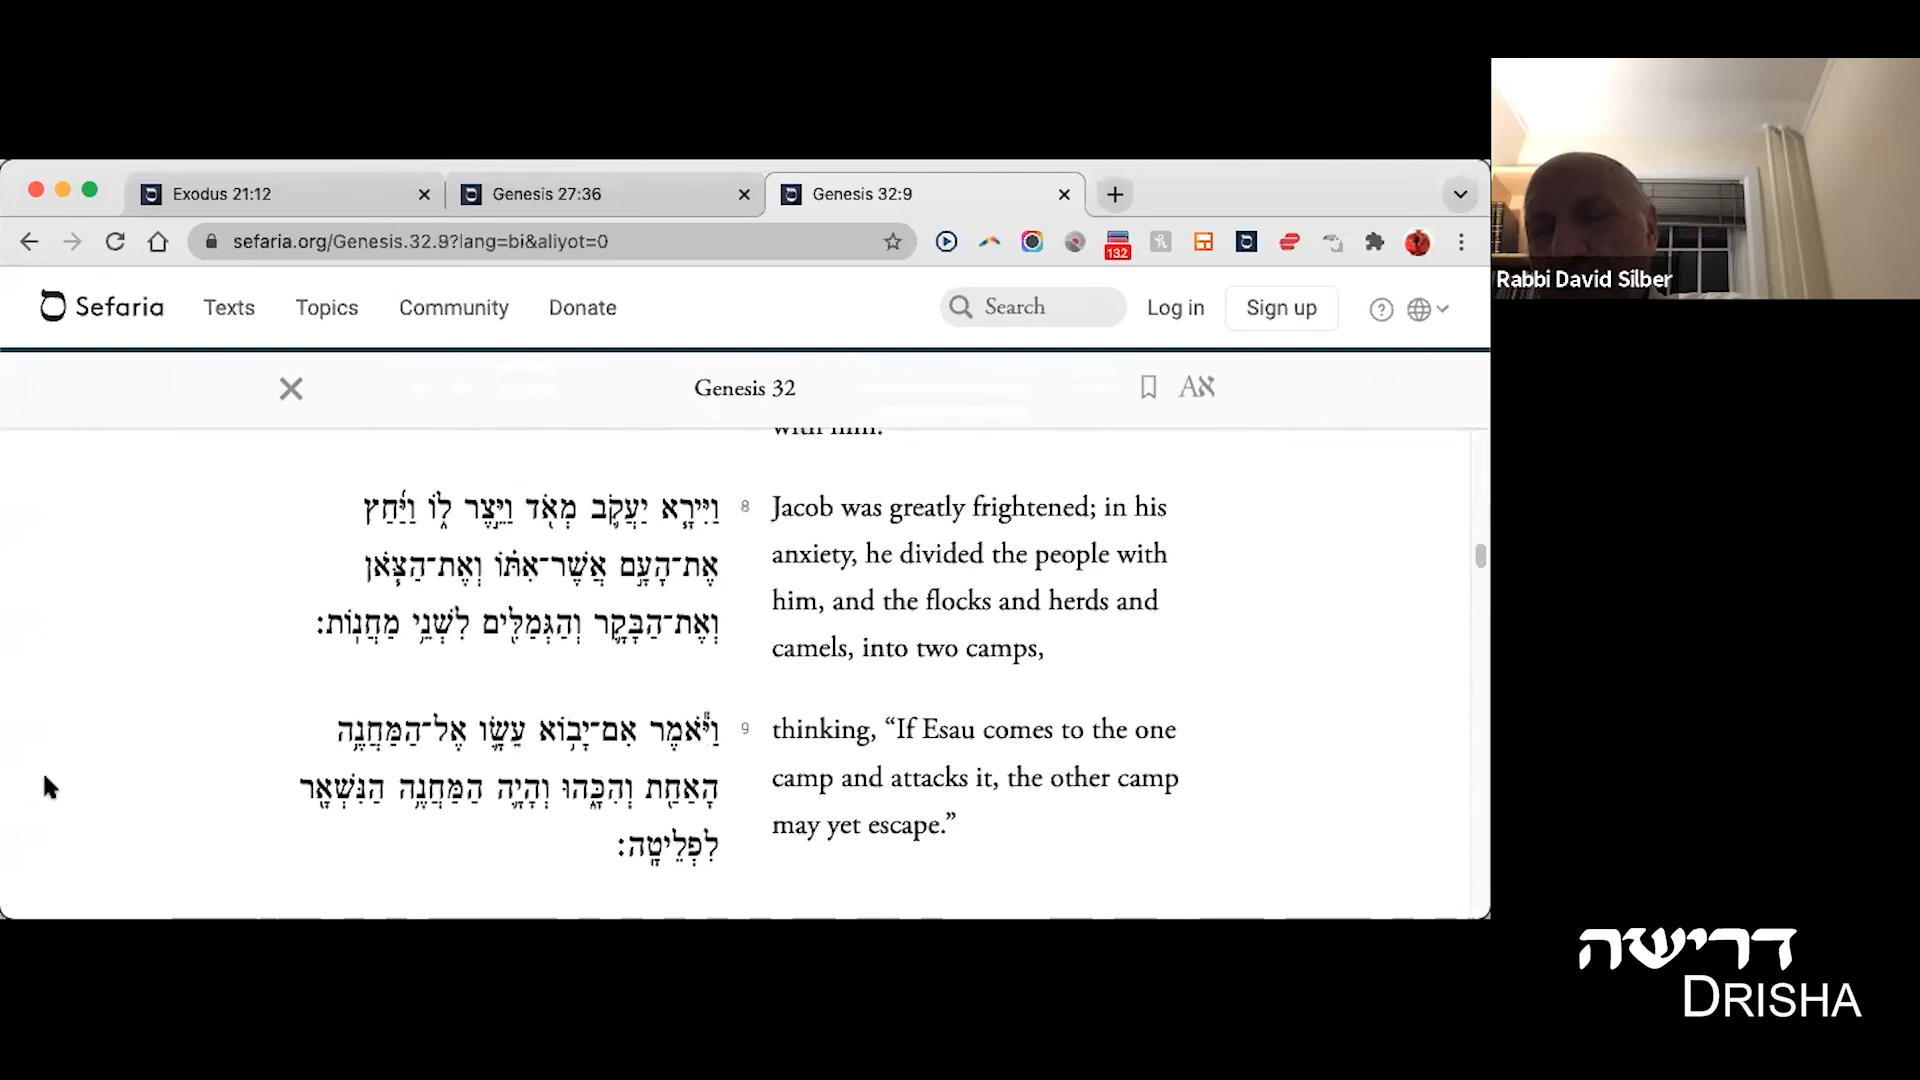 Exodus 21:12
Genesis 27:36
Genesis 32:9
sefaria.org/Genesis.32.9?lang=bi&aliyot=0
132
Sefaria
Texts
Topics
Community
Donate
Search
Log in
Sign up
Genesis 32
Aא
with him.
וַיִּירָ֧א יַעֲקֹ֛ב מְאֹ֖ד וַיֵּ֣צֶר ל֑וֹ וַיַּ֜חַץ
אֶת־הָעָ֣ם אֲשֶׁר־אִתּ֗וֹ וְאֶת־הַצֹּ֧אן
וְאֶת־הַבָּקָ֛ר וְהַגְּמַלִּ֖ים לִשְׁנֵ֥י מַחֲנֽוֹת׃
8
Jacob was greatly frightened; in his
anxiety, he divided the people with
him, and the flocks and herds and
camels, into two camps,
וַיֹּ֕אמֶר אִם־יָב֥וֹא עֵשָׂ֛ו אֶל־הַמַּחֲנֶ֥ה
הָאַחַ֖ת וְהִכָּ֑הוּ וְהָיָ֛ה הַמַּחֲנֶ֥ה הַנִּשְׁאָ֖ר
לִפְלֵיטָֽה׃
9
thinking, “If Esau comes to the one
camp and attacks it, the other camp
may yet escape.”
Rabbi David Silber
דרישה
DRISHA